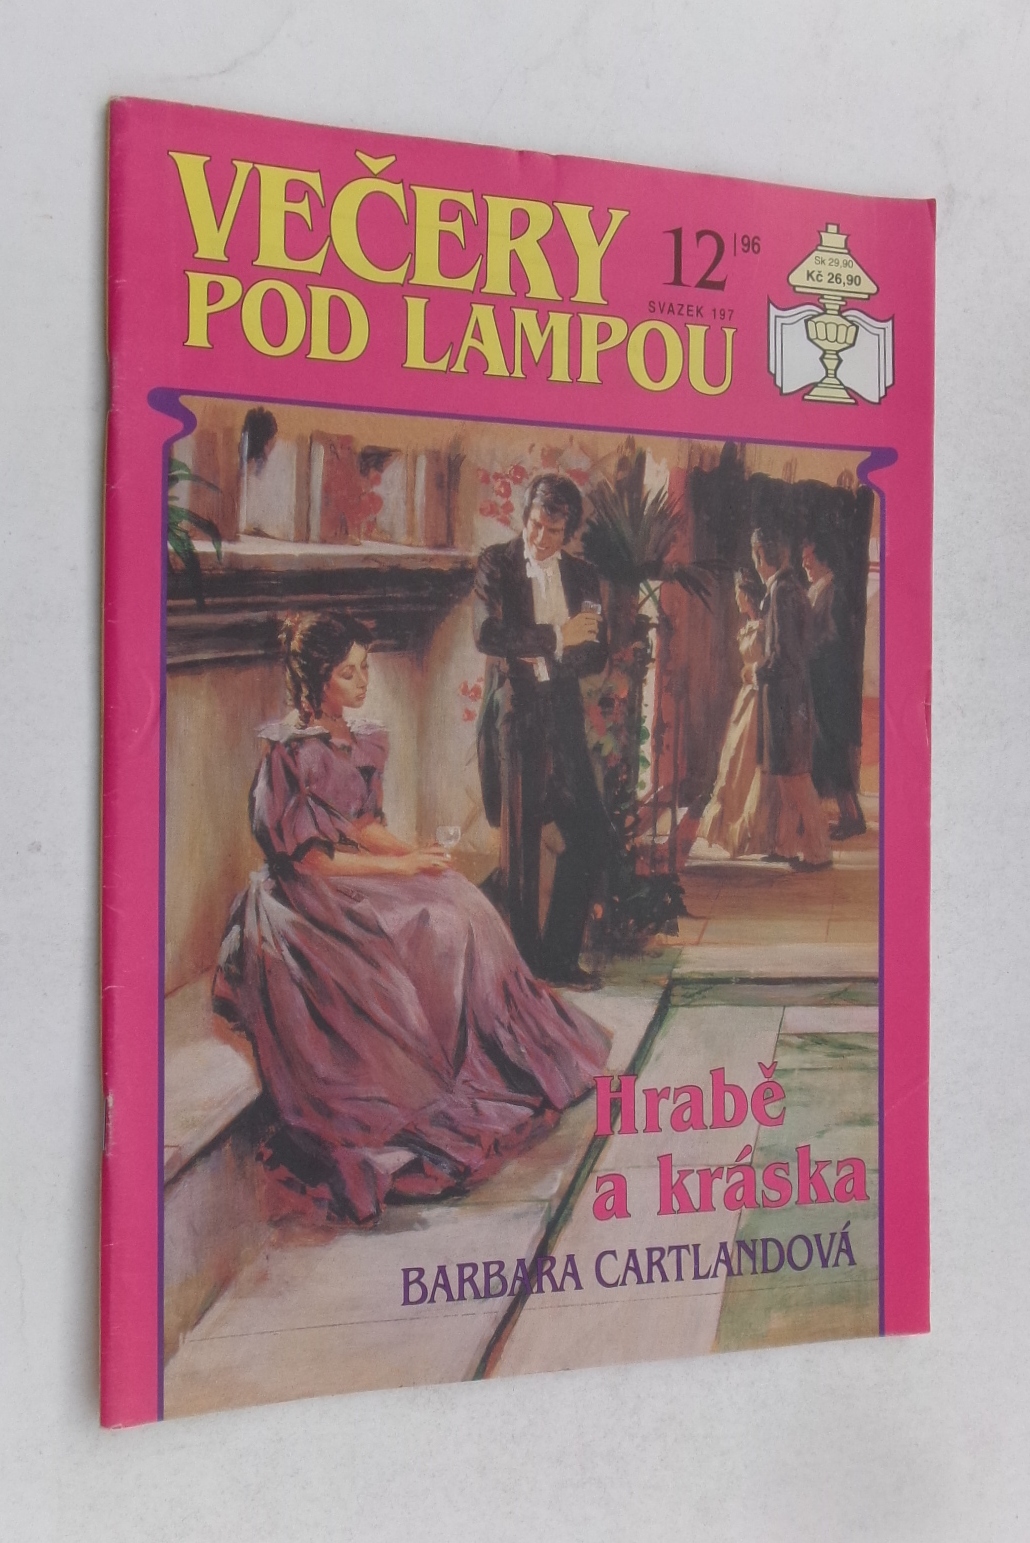 VEČERY
POD LAMPOU
12 | 96
SVAZEK 197
Sk 29,90
Kč 26,90
Hrabě
a kráska
BARBARA CARTLANDOVÁ